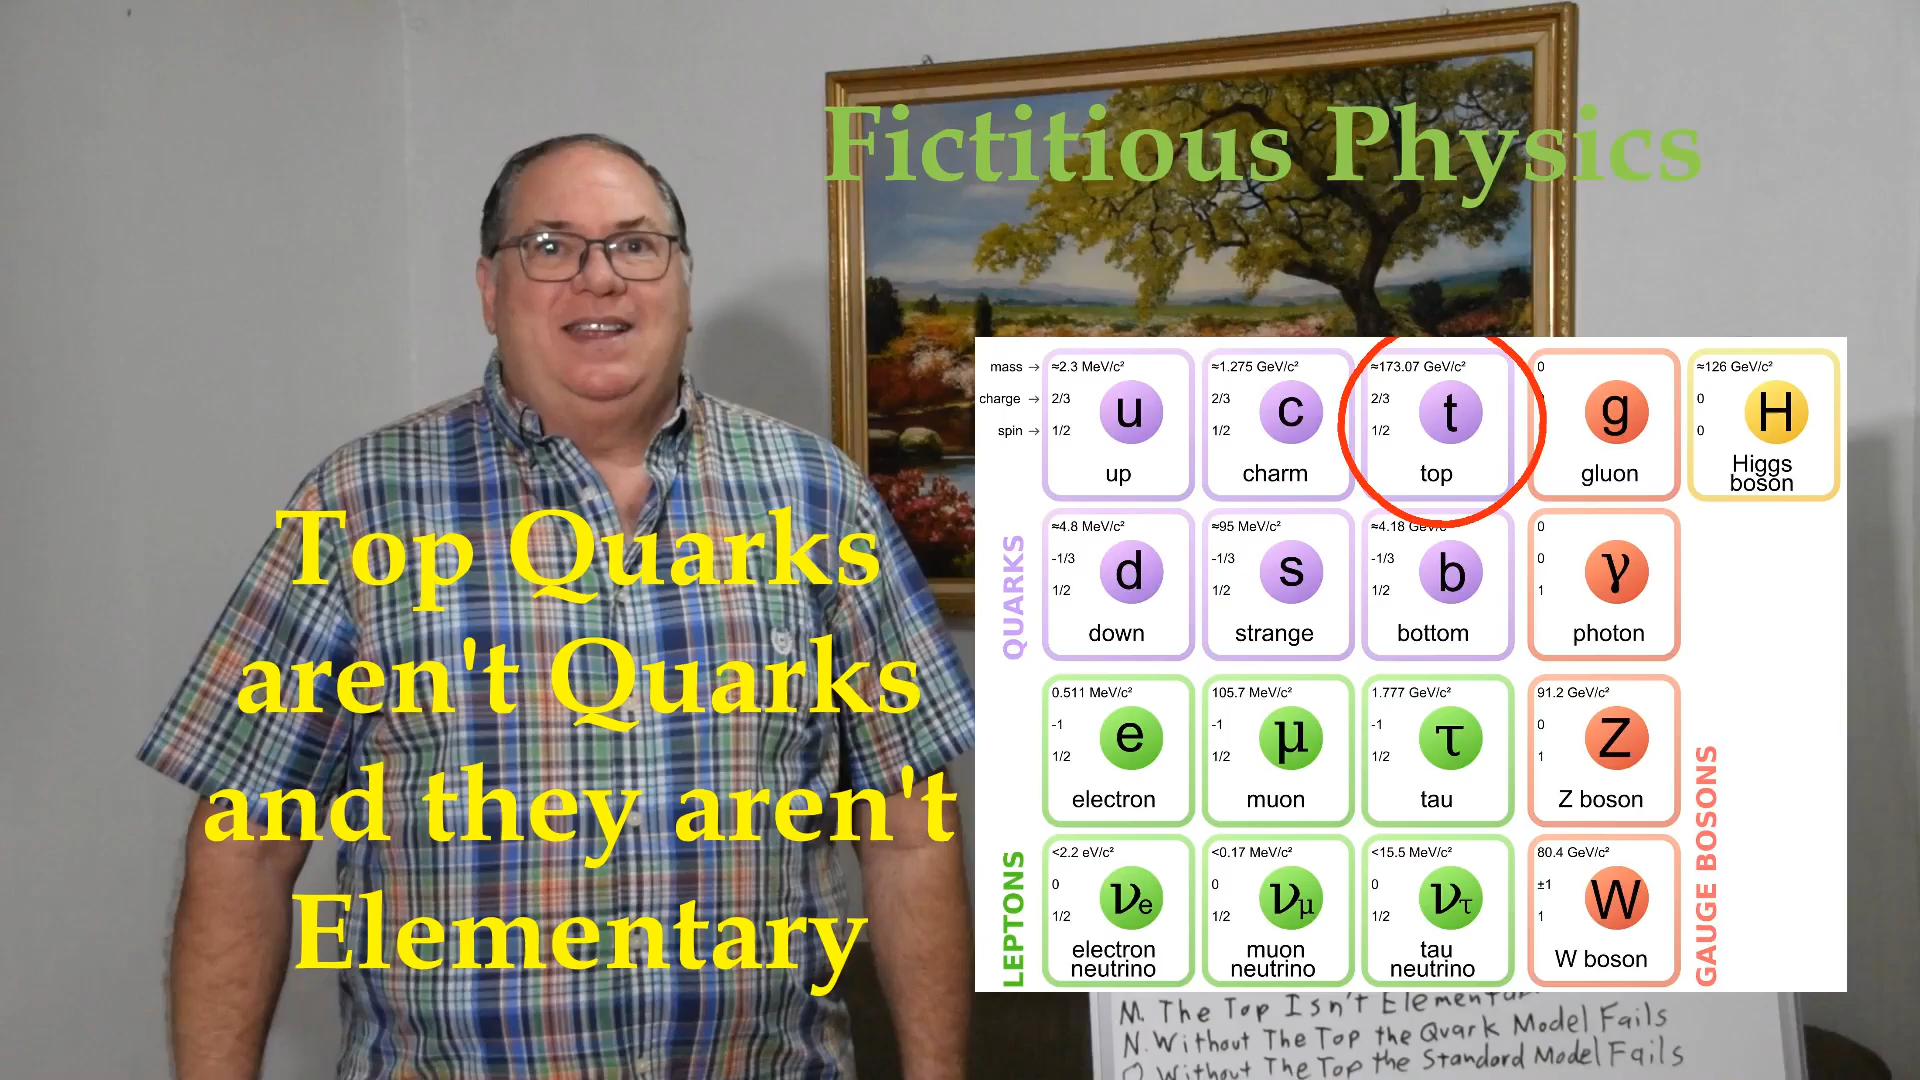 Fictitious Physics
Top Quarks
aren't Quarks
and they aren't
Elementary
mass → ≈2.3 MeV/c² ≈1.275 GeV/c² ≈173.07 GeV/c² 0 ≈126 GeV/c²
charge → 2/3 2/3 2/3 0
spin → 1/2 1/2 1/2 0
u c t g H
up charm top gluon Higgs boson
QUARKS
≈4.8 MeV/c² ≈95 MeV/c² ≈4.18 GeV/c² 0
-1/3 -1/3 -1/3 0
1/2 1/2 1/2 1
d s b γ
down strange bottom photon
0.511 MeV/c² 105.7 MeV/c² 1.777 GeV/c² 91.2 GeV/c²
-1 -1 -1 0
1/2 1/2 1/2 1
e μ τ Z
electron muon tau Z boson
LEPTONS
<2.2 eV/c² <0.17 MeV/c² <15.5 MeV/c² 80.4 GeV/c²
0 0 0 ±1
1/2 1/2 1/2 1
νe νμ ντ W
electron neutrino muon neutrino tau neutrino W boson
GAUGE BOSONS
M. The Top Isn't
N. Without The Top the Quark Model Fails
Without The Top the Standard Model Fails